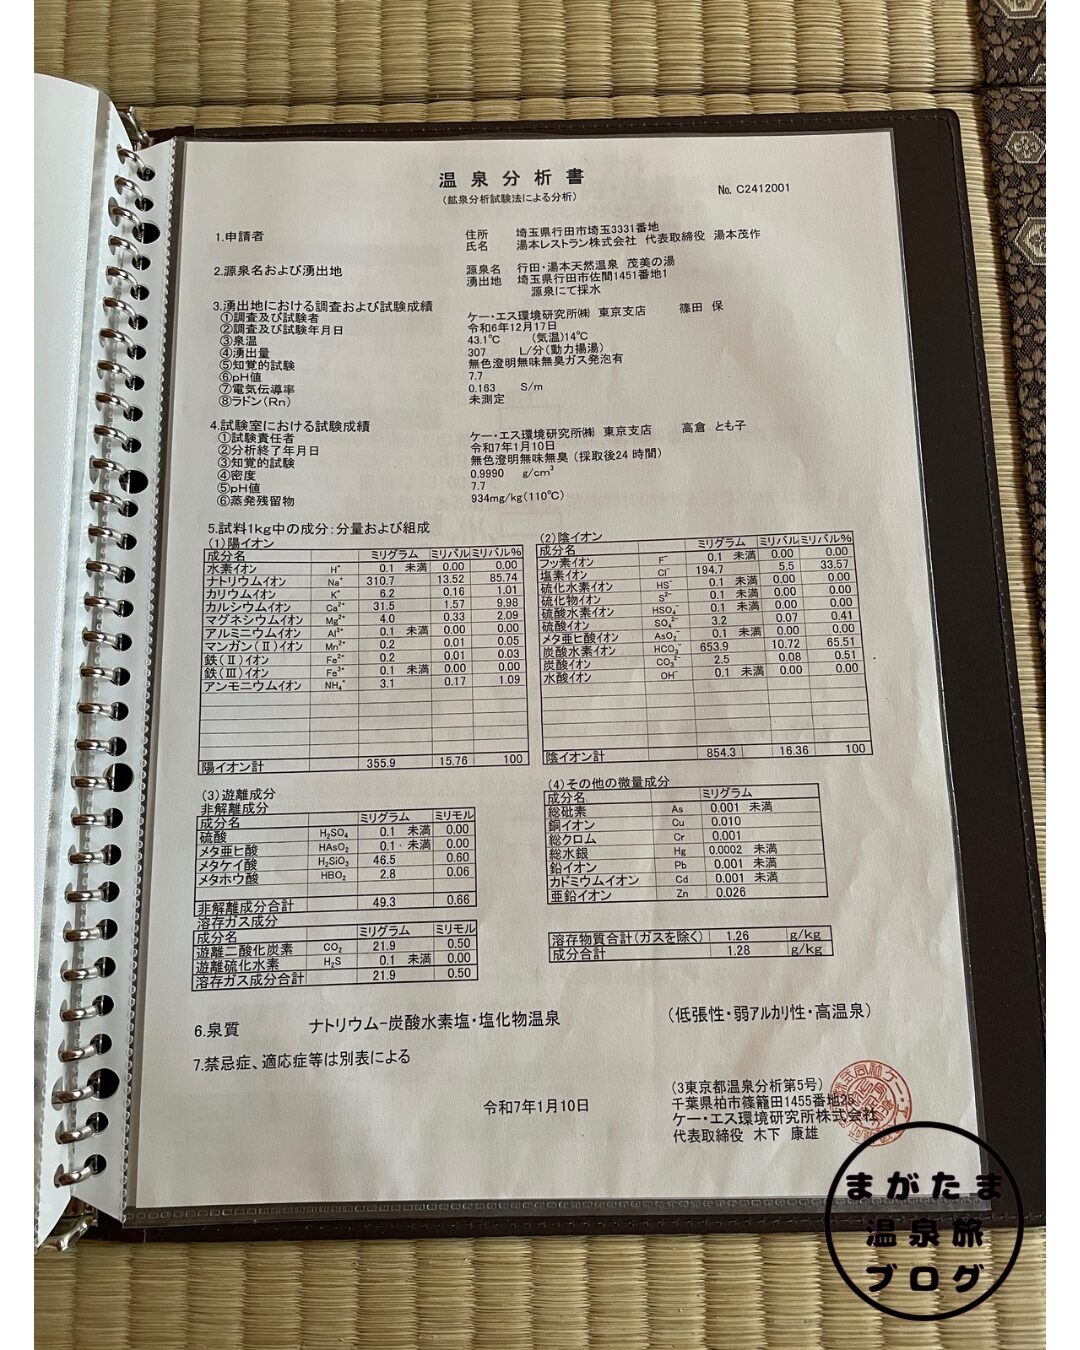 温泉分析書
（鉱泉分析試験法による分析）
No. C2412001
1.申請者 住所 埼玉県行田市埼玉3331番地
氏名 湯本レストラン株式会社 代表取締役 湯本茂作
2.源泉名および湧出地 源泉名 行田・湯本天然温泉 茂美の湯
湧出地 埼玉県行田市佐間1451番地1
源泉にて採水
3.湧出地における調査および試験成績
①調査及び試験者 ケー・エス環境研究所㈱ 東京支店 篠田 保
②調査及び試験年月日 令和6年12月17日
③泉温 43.1℃ （気温）14℃
④湧出量 307 L/分（動力揚湯）
⑤知覚的試験 無色澄明無味無臭ガス発泡有
⑥pH値 7.7
⑦電気伝導率 0.163 S/m
⑧ラドン（Rn） 未測定
4.試験室における試験成績
①試験責任者 ケー・エス環境研究所㈱ 東京支店 高倉 とも子
②分析終了年月日 令和7年1月10日
③知覚的試験 無色澄明無味無臭（採取後24時間）
④密度 0.9990 g/cm³
⑤pH値 7.7
⑥蒸発残留物 934mg/kg（110℃）
5.試料1kg中の成分：分量および組成
（1）陽イオン
成分名 ミリグラム ミリバル ミリバル%
水素イオン H⁺ 0.1 未満 0.00 0.00
ナトリウムイオン Na⁺ 310.7 13.52 85.74
カリウムイオン K⁺ 6.2 0.16 1.01
カルシウムイオン Ca²⁺ 31.5 1.57 9.98
マグネシウムイオン Mg²⁺ 4.0 0.33 2.09
アルミニウムイオン Al³⁺ 0.1 未満 0.00 0.00
マンガン（Ⅱ）イオン Mn²⁺ 0.2 0.01 0.05
鉄（Ⅱ）イオン Fe²⁺ 0.2 0.01 0.03
鉄（Ⅲ）イオン Fe³⁺ 0.1 未満 0.00 0.00
アンモニウムイオン NH₄⁺ 3.1 0.17 1.09
陽イオン計 355.9 15.76 100
（2）陰イオン
成分名 ミリグラム ミリバル ミリバル%
フッ素イオン F⁻ 0.1 未満 0.00 0.00
塩素イオン Cl⁻ 194.7 5.5 33.57
硫化水素イオン HS⁻ 0.1 未満 0.00 0.00
硫化物イオン S²⁻ 0.1 未満 0.00 0.00
硫酸水素イオン HSO₄⁻ 0.1 未満 0.00 0.00
硫酸イオン SO₄²⁻ 3.2 0.07 0.41
メタ亜ヒ酸イオン AsO₂⁻ 0.1 未満 0.00 0.00
炭酸水素イオン HCO₃⁻ 653.9 10.72 65.51
炭酸イオン CO₃²⁻ 2.5 0.08 0.51
水酸イオン OH⁻ 0.1 未満 0.00 0.00
陰イオン計 854.3 16.36 100
（3）遊離成分
非解離成分
成分名 ミリグラム ミリモル
硫酸 H₂SO₄ 0.1 未満 0.00
メタ亜ヒ酸 HAsO₂ 0.1 未満 0.00
メタケイ酸 H₂SiO₃ 46.5 0.60
メタホウ酸 HBO₂ 2.8 0.06
非解離成分合計 49.3 0.66
溶存ガス成分
成分名 ミリグラム ミリモル
遊離二酸化炭素 CO₂ 21.9 0.50
遊離硫化水素 H₂S 0.1 未満 0.00
溶存ガス成分合計 21.9 0.50
（4）その他の微量成分
成分名 ミリグラム
総砒素 As 0.001 未満
銅イオン Cu 0.010
総クロム Cr 0.001
総水銀 Hg 0.0002 未満
鉛イオン Pb 0.001 未満
カドミウムイオン Cd 0.001 未満
亜鉛イオン Zn 0.026
溶存物質合計（ガスを除く） 1.26 g/kg
成分合計 1.28 g/kg
6.泉質 ナトリウム－炭酸水素塩・塩化物温泉 （低張性・弱アルカリ性・高温泉）
7.禁忌症、適応症等は別表による
令和7年1月10日
（3東京都温泉分析第5号）
千葉県柏市篠籠田1455番地25
ケー・エス環境研究所株式会社
代表取締役 木下 康雄
まがたま
温泉旅
ブログ